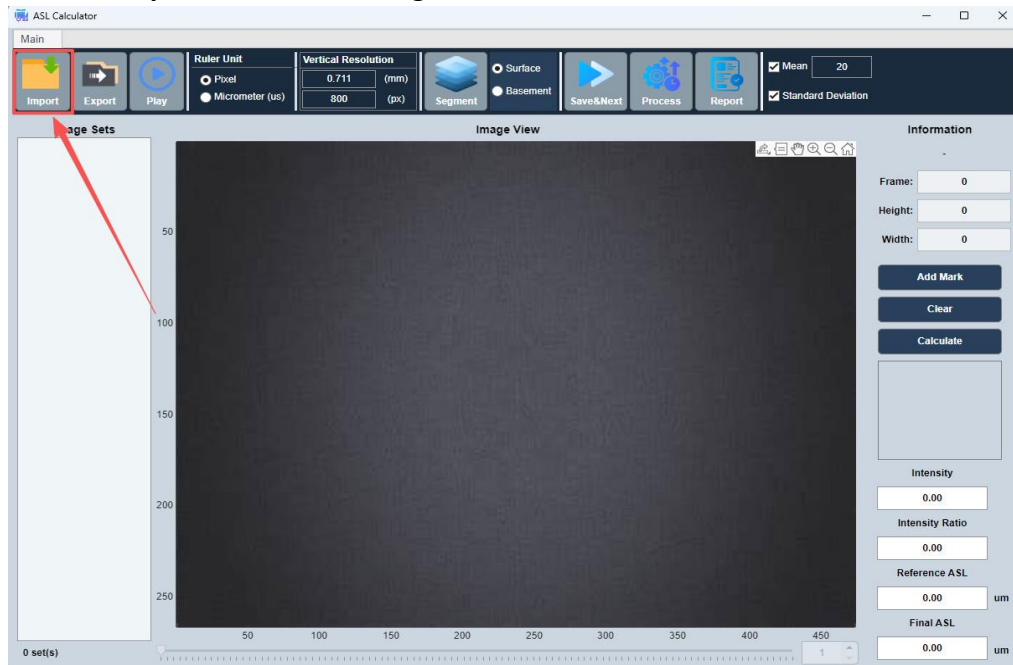 ASL Calculator
Main
Import
Export
Play
Ruler Unit
Pixel
Micrometer (us)
Vertical Resolution
0.711 (mm)
800 (px)
Segment
Surface
Basement
Save&Next
Process
Report
Mean 20
Standard Deviation
age Sets
Image View
Information
-
Frame: 0
Height: 0
Width: 0
Add Mark
Clear
Calculate
Intensity
0.00
Intensity Ratio
0.00
Reference ASL
0.00 um
Final ASL
0.00 um
50
100
150
200
250
50 100 150 200 250 300 350 400 450
0 set(s)
1